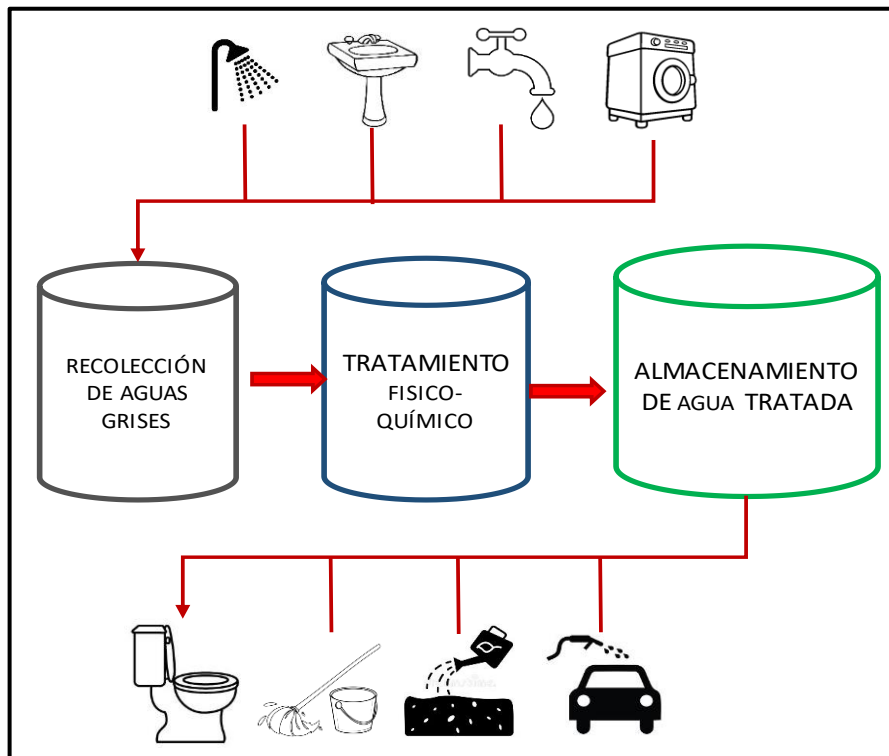 RECOLECCIÓN
DE AGUAS
GRISES
TRATAMIENTO
FISICO-
QUÍMICO
ALMACENAMIENTO
DE AGUA TRATADA